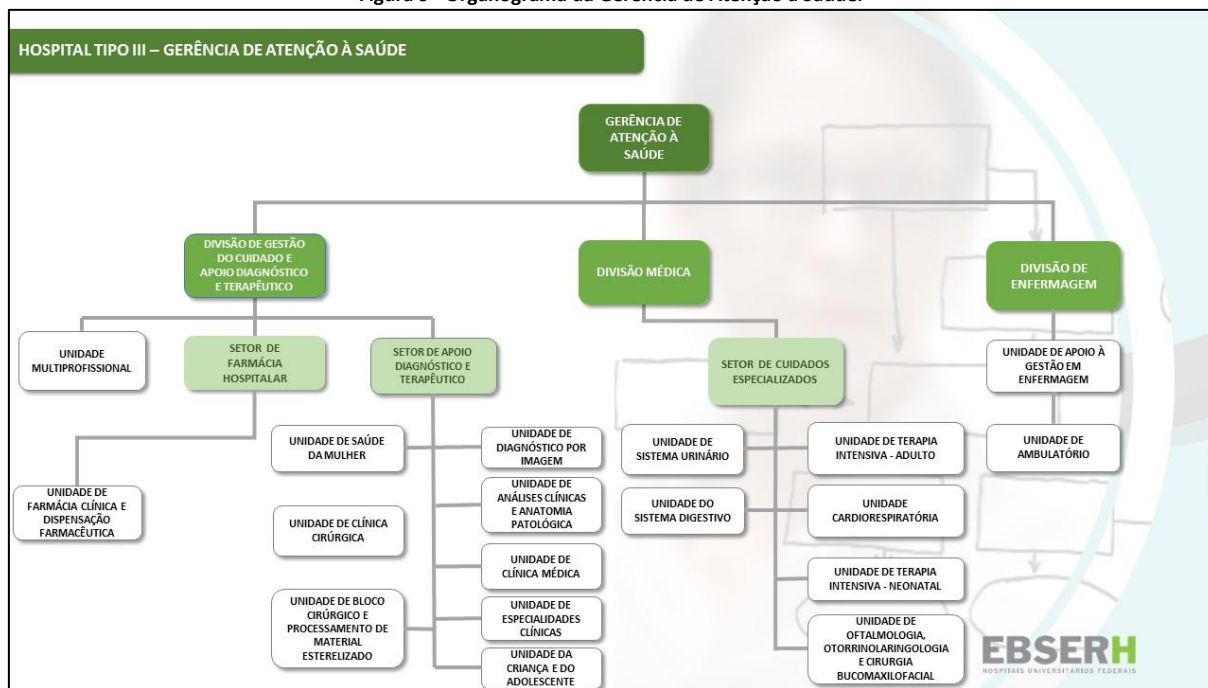 Figura 5 - Organograma da Gerência de Atenção à Saúde.
HOSPITAL TIPO III – GERÊNCIA DE ATENÇÃO À SAÚDE
GERÊNCIA DE
ATENÇÃO À
SAÚDE
DIVISÃO DE GESTÃO
DO CUIDADO E
APOIO DIAGNÓSTICO
E TERAPÊUTICO
DIVISÃO MÉDICA
DIVISÃO DE
ENFERMAGEM
UNIDADE
MULTIPROFISSIONAL
SETOR DE
FARMÁCIA
HOSPITALAR
SETOR DE APOIO
DIAGNÓSTICO E
TERAPÊUTICO
SETOR DE CUIDADOS
ESPECIALIZADOS
UNIDADE DE APOIO À
GESTÃO EM
ENFERMAGEM
UNIDADE DE SAÚDE
DA MULHER
UNIDADE DE
DIAGNÓSTICO POR
IMAGEM
UNIDADE DE
SISTEMA URINÁRIO
UNIDADE DE TERAPIA
INTENSIVA - ADULTO
UNIDADE DE
AMBULATÓRIO
UNIDADE DE
FARMÁCIA CLÍNICA E
DISPENSAÇÃO
FARMACÊUTICA
UNIDADE DE CLÍNICA
CIRÚRGICA
UNIDADE DE
ANÁLISES CLÍNICAS
E ANATOMIA
PATOLÓGICA
UNIDADE DO
SISTEMA DIGESTIVO
UNIDADE
CARDIORESPIRATÓRIA
UNIDADE DE
CLÍNICA MÉDICA
UNIDADE DE TERAPIA
INTENSIVA - NEONATAL
UNIDADE DE BLOCO
CIRÚRGICO E
PROCESSAMENTO DE
MATERIAL
ESTERELIZADO
UNIDADE DE
ESPECIALIDADES
CLÍNICAS
UNIDADE DE
OFTALMOLOGIA,
OTORRINOLARINGOLOGIA
E CIRURGIA
BUCOMAXILOFACIAL
UNIDADE DA
CRIANÇA E DO
ADOLESCENTE
EBSERH
HOSPITAIS UNIVERSITÁRIOS FEDERAIS